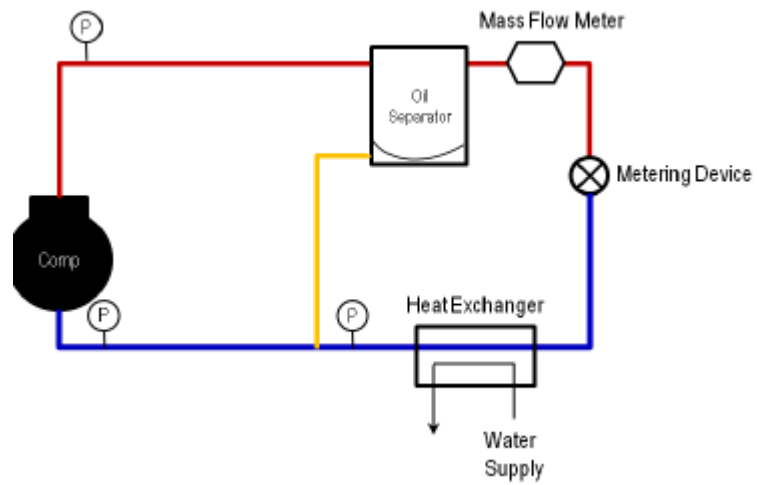 Mass Flow Meter
P
Oil
Separator
Metering Device
Comp
Heat Exchanger
P
P
Water
Supply